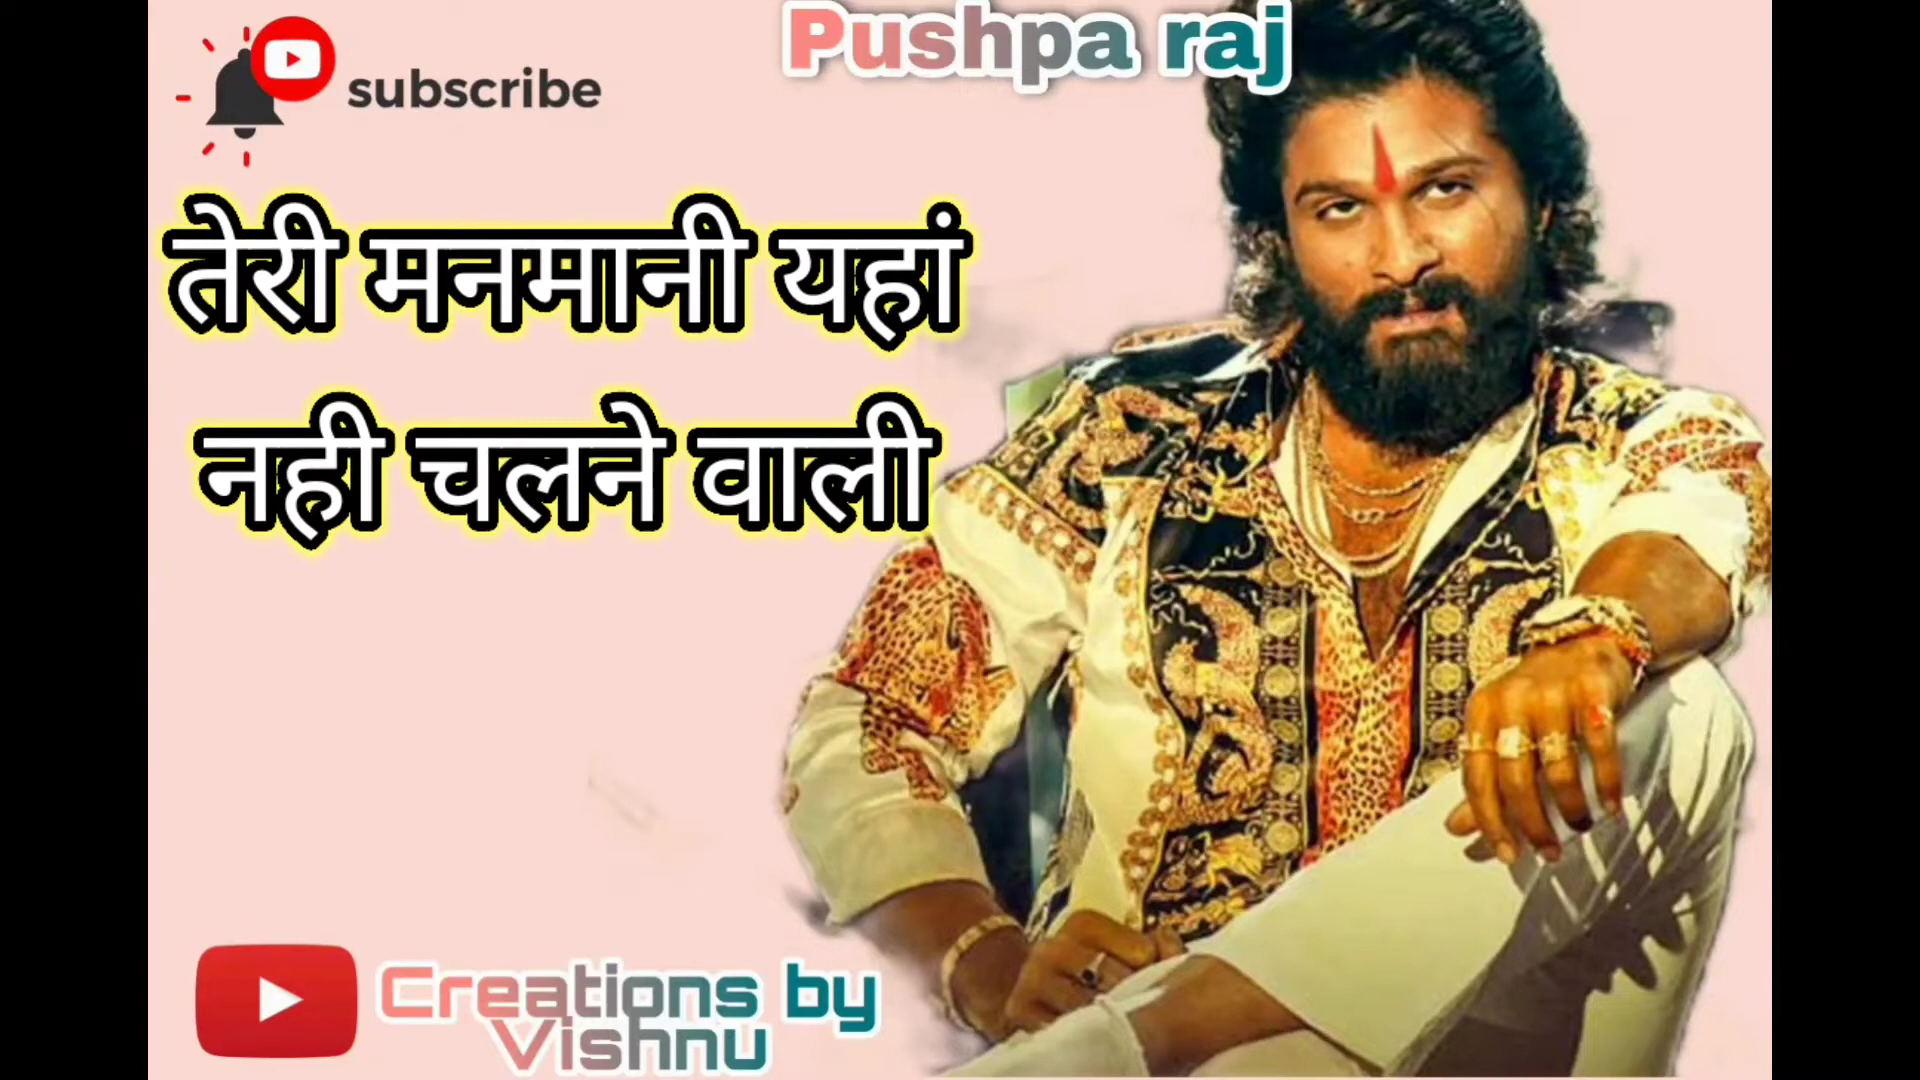 Pushpa raj
subscribe
तेरी मनमानी यहां
नही चलने वाली
Creations by
Vishnu